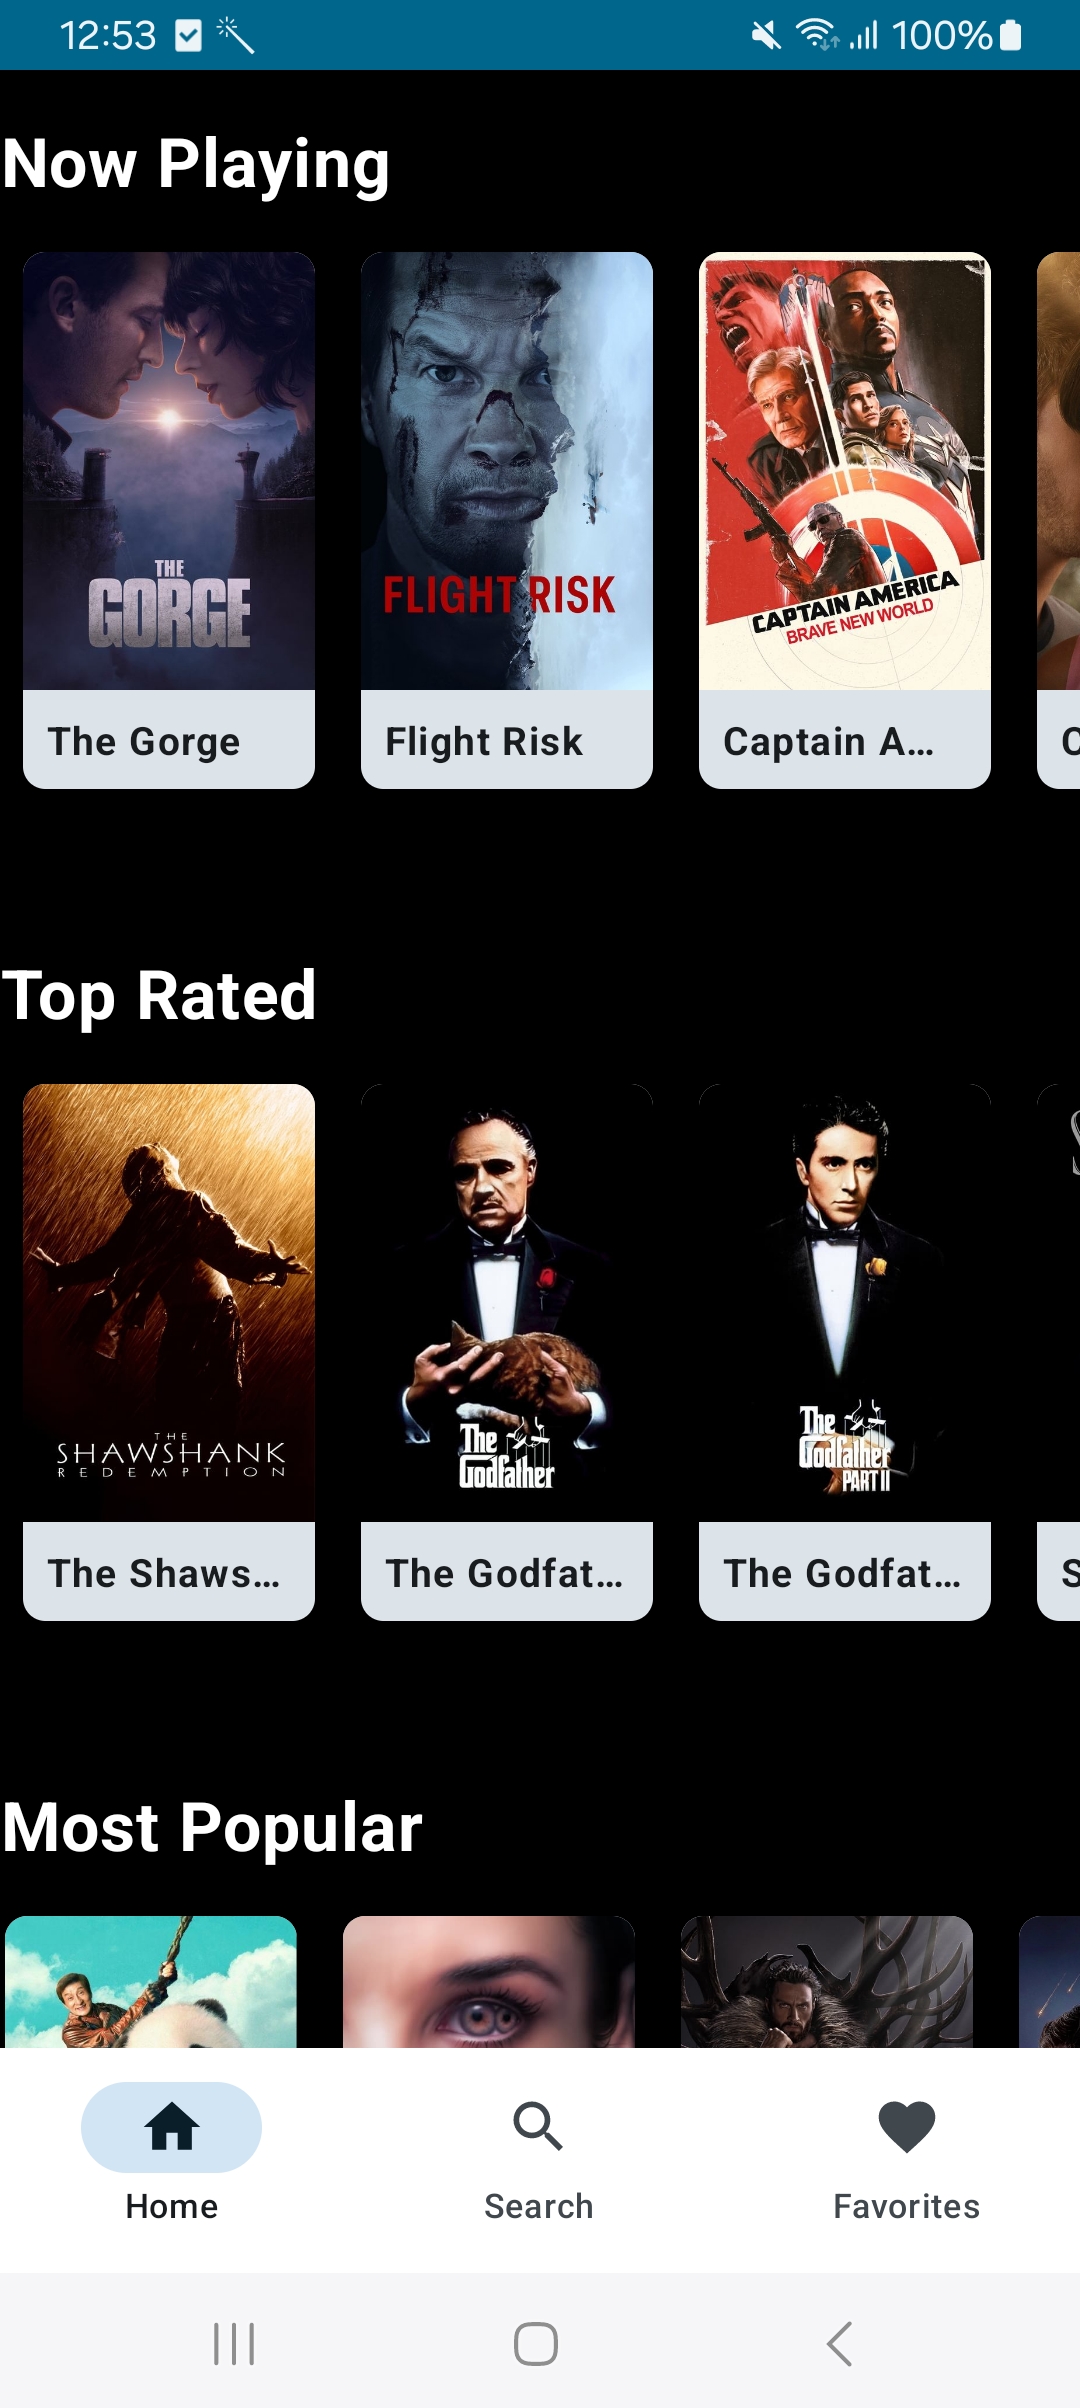 12:53
100%
Now Playing
THE
GORGE
FLIGHT RISK
CAPTAIN AMERICA
BRAVE NEW WORLD
The Gorge
Flight Risk
Captain A...
Top Rated
THE
SHAWSHANK
REDEMPTION
The
Godfather
The
Godfather
PART II
The Shaws...
The Godfat...
The Godfat...
S
Most Popular
Home
Search
Favorites